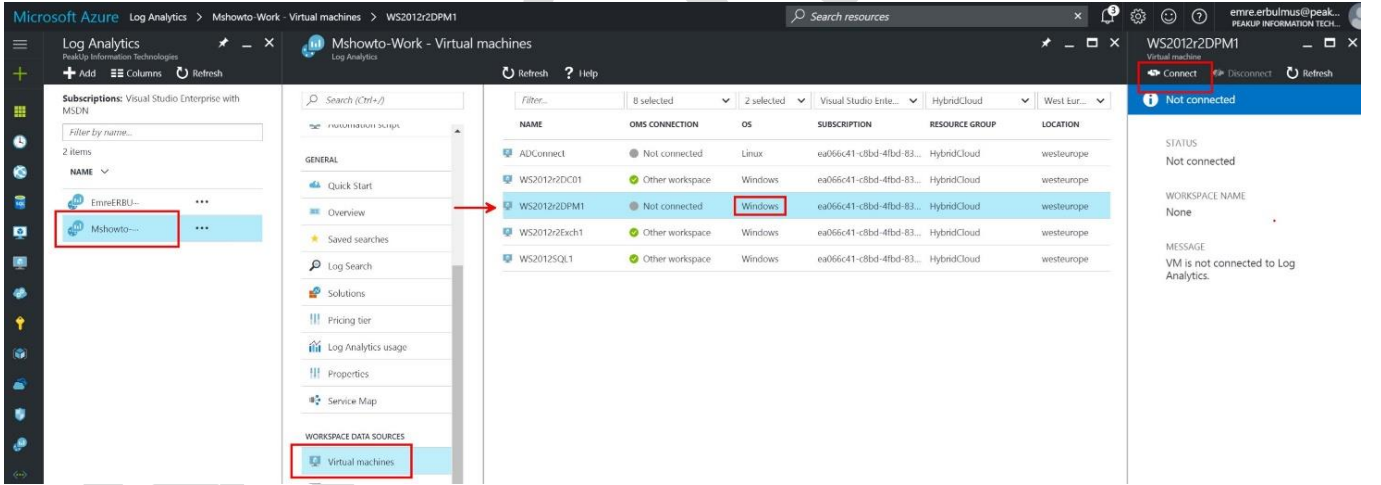 Microsoft Azure Log Analytics > Mshowto-Work - Virtual machines > WS2012r2DPM1
Search resources
3
emre.erbulmus@peak...
PEAKUP INFORMATION TECH...
Log Analytics
PeakUp Information Technologies
Add Columns Refresh
Subscriptions: Visual Studio Enterprise with
MSDN
Filter by name...
2 items
NAME
EmreERBU--
Mshowto----
Mshowto-Work - Virtual machines
Log Analytics
Refresh ? Help
Search (Ctrl+/)
Automation script
GENERAL
Quick Start
Overview
Saved searches
Log Search
Solutions
Pricing tier
Log Analytics usage
Properties
Service Map
WORKSPACE DATA SOURCES
Virtual machines
Filter... 8 selected 2 selected Visual Studio Ente... HybridCloud West Eur...
NAME OMS CONNECTION OS SUBSCRIPTION RESOURCE GROUP LOCATION
ADConnect Not connected Linux ea066c41-c8bd-4fbd-83... HybridCloud westeurope
WS2012r2DC01 Other workspace Windows ea066c41-c8bd-4fbd-83... HybridCloud westeurope
WS2012r2DPM1 Not connected Windows ea066c41-c8bd-4fbd-83... HybridCloud westeurope
WS2012r2Exch1 Other workspace Windows ea066c41-c8bd-4fbd-83... HybridCloud westeurope
WS2012SQL1 Other workspace Windows ea066c41-c8bd-4fbd-83... HybridCloud westeurope
WS2012r2DPM1
Virtual machine
Connect Disconnect Refresh
Not connected
STATUS
Not connected
WORKSPACE NAME
None
MESSAGE
VM is not connected to Log
Analytics.